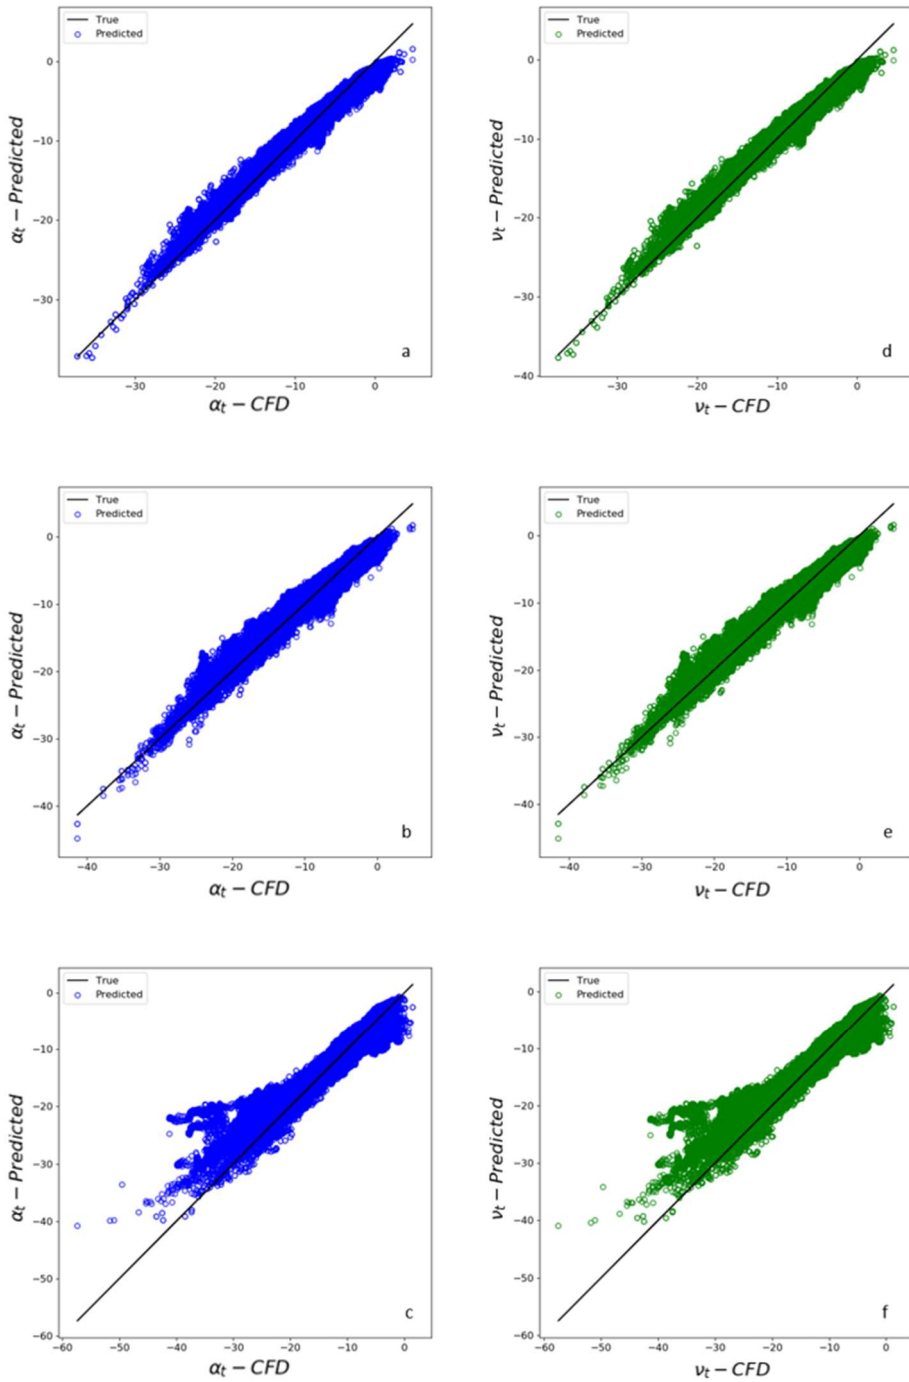 True
Predicted
0
−10
−20
−30
αt − Predicted
−30
−20
−10
0
αt − CFD
a
True
Predicted
0
−10
−20
−30
−40
νt − Predicted
−30
−20
−10
0
νt − CFD
d
True
Predicted
0
−10
−20
−30
−40
αt − Predicted
−40
−30
−20
−10
0
αt − CFD
b
True
Predicted
0
−10
−20
−30
−40
νt − Predicted
−40
−30
−20
−10
0
νt − CFD
e
True
Predicted
0
−10
−20
−30
−40
−50
−60
αt − Predicted
−60
−50
−40
−30
−20
−10
0
αt − CFD
c
True
Predicted
0
−10
−20
−30
−40
−50
−60
νt − Predicted
−60
−50
−40
−30
−20
−10
0
νt − CFD
f